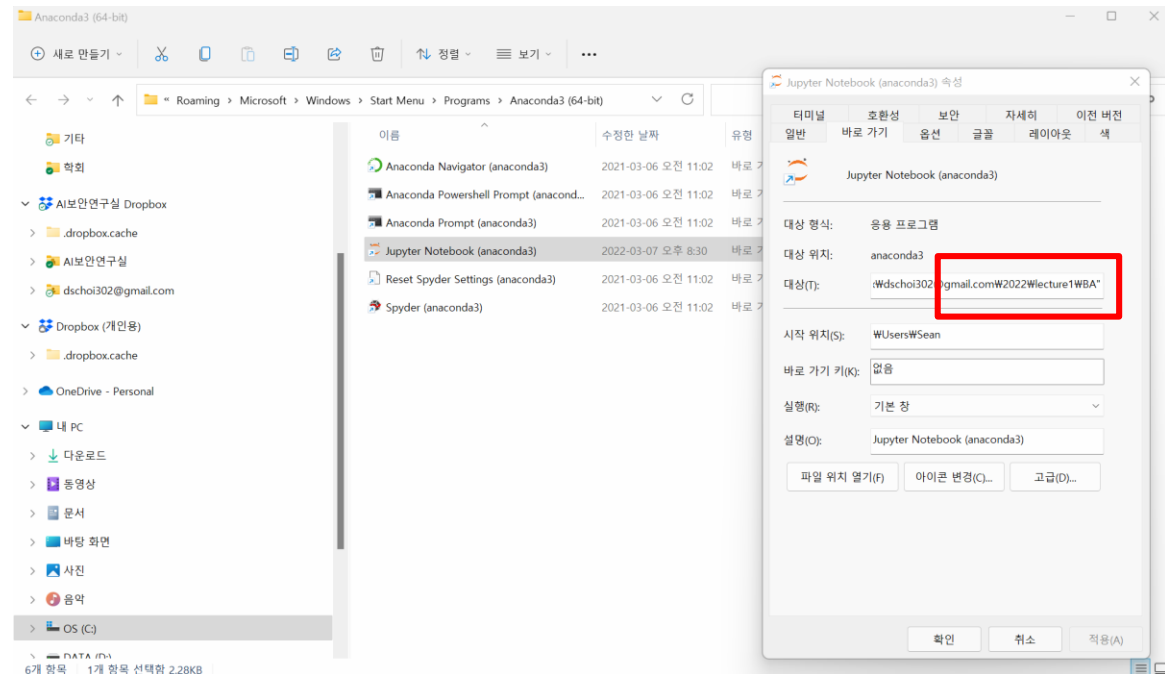 Anaconda3 (64-bit)
새로 만들기
정렬
보기
Roaming > Microsoft > Windows > Start Menu > Programs > Anaconda3 (64-bit)
기타
학회
AI보안연구실 Dropbox
.dropbox.cache
AI보안연구실
dschoi302@gmail.com
Dropbox (개인용)
.dropbox.cache
OneDrive - Personal
내 PC
다운로드
동영상
문서
바탕 화면
사진
음악
OS (C:)
DATA (D:)
6개 항목 1개 항목 선택함 2.28KB
이름 수정한 날짜 유형
Anaconda Navigator (anaconda3) 2021-03-06 오전 11:02 바로
Anaconda Powershell Prompt (anacond... 2021-03-06 오전 11:02 바로
Anaconda Prompt (anaconda3) 2021-03-06 오전 11:02 바로
Jupyter Notebook (anaconda3) 2022-03-07 오후 8:30 바로
Reset Spyder Settings (anaconda3) 2021-03-06 오전 11:02 바로
Spyder (anaconda3) 2021-03-06 오전 11:02 바로
Jupyter Notebook (anaconda3) 속성
터미널 호환성 보안 자세히 이전 버전
일반 바로 가기 옵션 글꼴 레이아웃 색
Jupyter Notebook (anaconda3)
대상 형식: 응용 프로그램
대상 위치: anaconda3
대상(T): :₩dschoi302@gmail.com₩2022₩lecture1₩BA"
시작 위치(S): ₩Users₩Sean
바로 가기 키(K): 없음
실행(R): 기본 창
설명(O): Jupyter Notebook (anaconda3)
파일 위치 열기(F) 아이콘 변경(C)... 고급(D)...
확인 취소 적용(A)